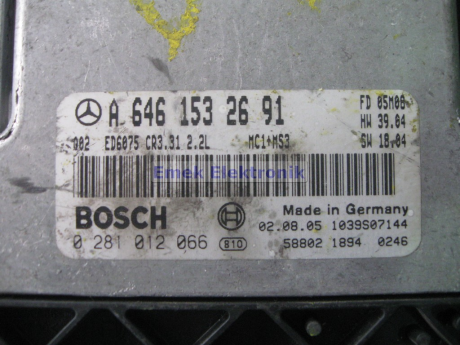 A 646 153 26 91
FD 05M08
HW 39.04
SW 18.04
002 ED6075 CR3.31 2.2L MC1+MS3
Emek Elektronik
BOSCH
Made in Germany
02.08.05 1039S07144
0 281 012 066 810
58802 1894 0246